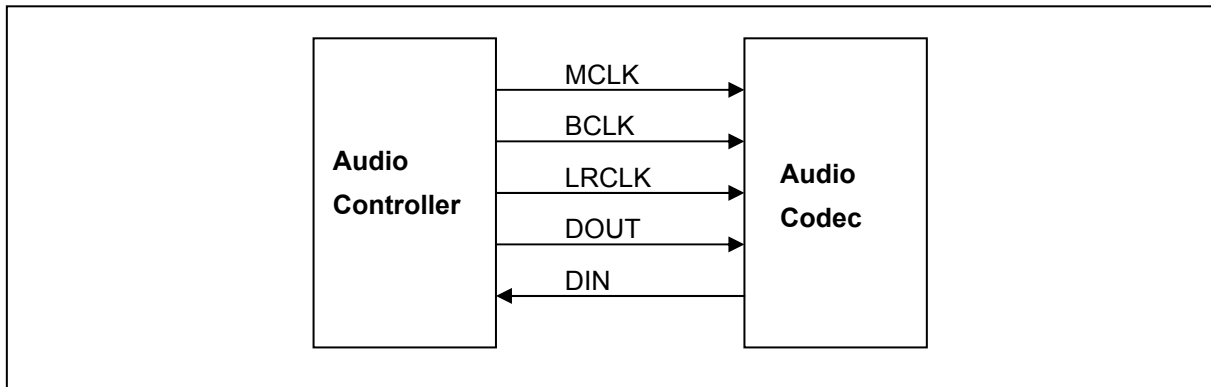 MCLK
BCLK
LRCLK
DOUT
DIN
Audio
Controller
Audio
Codec